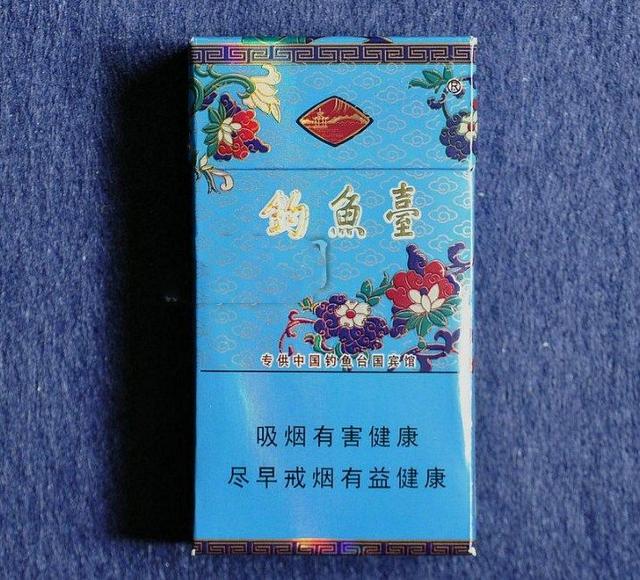 ®
釣魚臺
专供中国钓鱼台国宾馆
吸烟有害健康
尽早戒烟有益健康